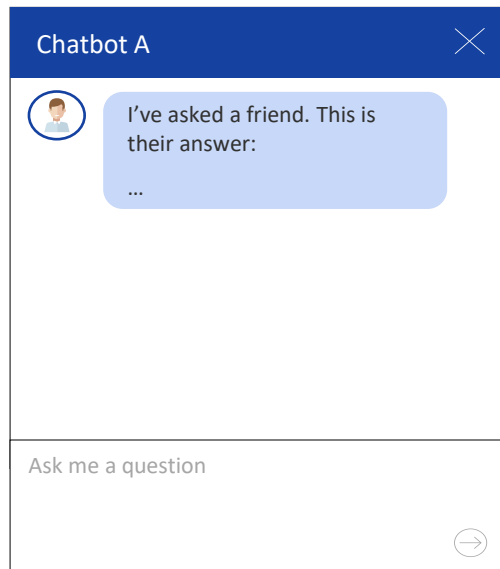 Chatbot A
I’ve asked a friend. This is
their answer:
…
Ask me a question